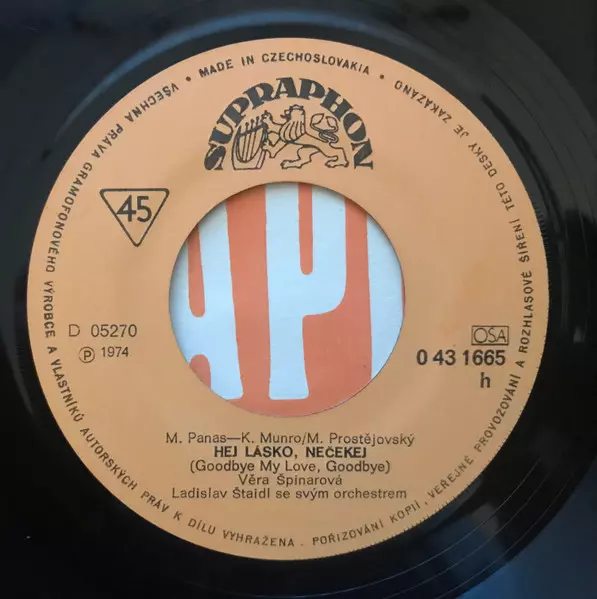 VŠECHNA PRÁVA GRAMOFONOVÉHO VÝROBCE A VLASTNÍKŮ AUTORSKÝCH PRÁV K DÍLU VYHRAŽENA. POŘIZOVÁNÍ KOPIÍ, VEŘEJNÉ PROVOZOVÁNÍ A ROZHLASOVÉ ŠÍŘENÍ TÉTO DESKY JE ZAKÁZÁNO
• MADE IN CZECHOSLOVAKIA •
SUPRAPHON
45
D 05270
Ⓟ 1974
OSA
0 43 1665
h
AP
M. Panas—K. Munro/M. Prostějovský
HEJ LÁSKO, NEČEKEJ
(Goodbye My Love, Goodbye)
Věra Špinarová
Ladislav Štaidl se svým orchestrem